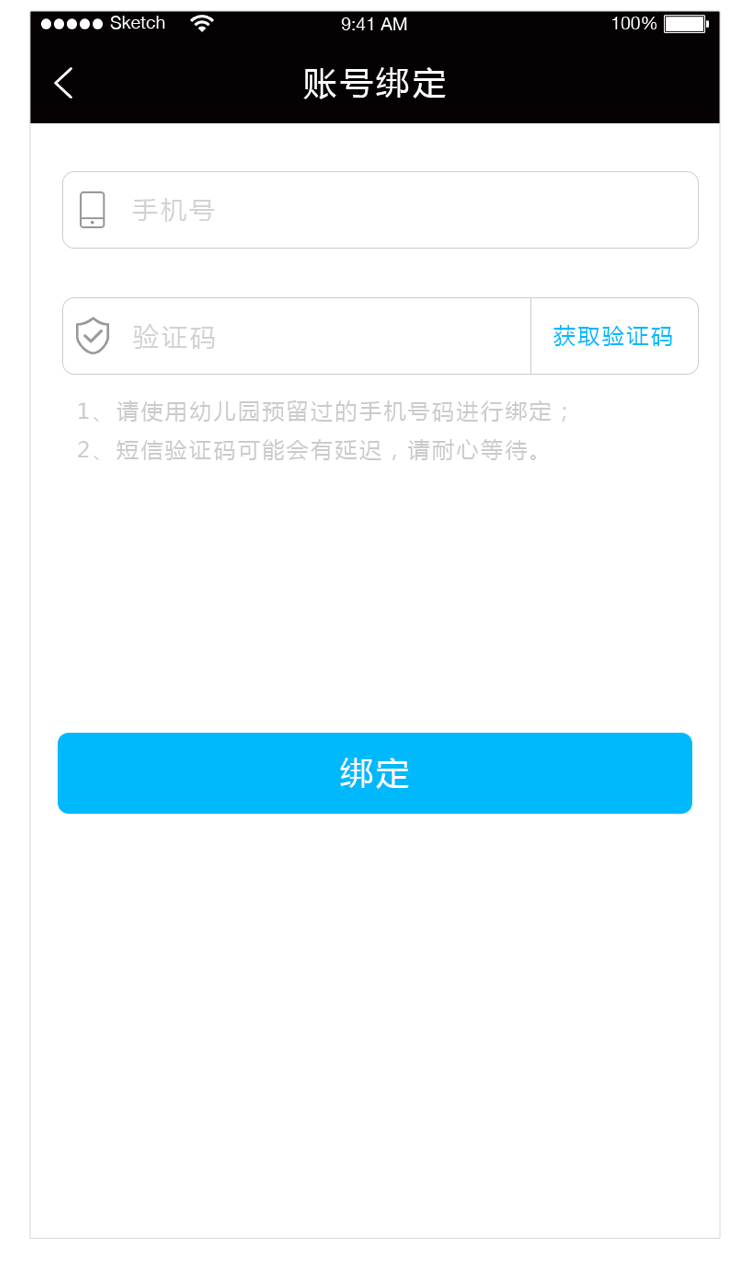 Sketch 9:41 AM 100%
账号绑定
手机号
验证码 获取验证码
1、请使用幼儿园预留过的手机号码进行绑定；
2、短信验证码可能会有延迟，请耐心等待。
绑定